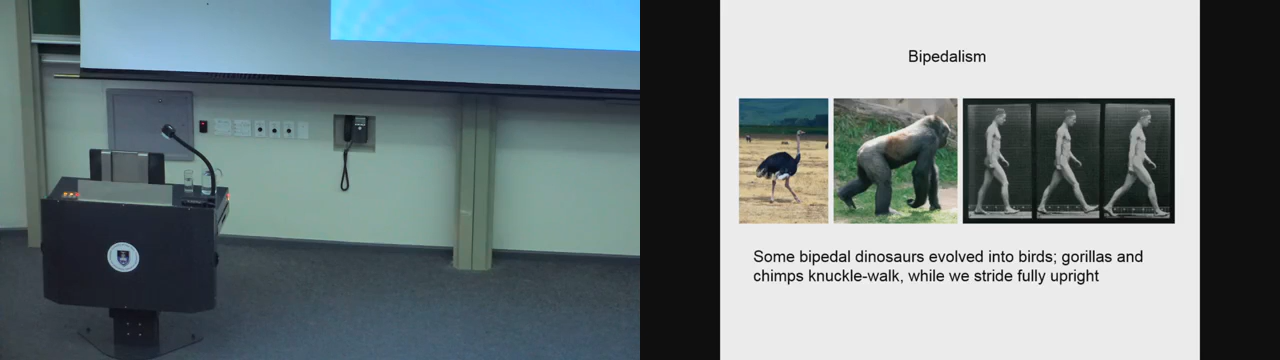 Bipedalism
Some bipedal dinosaurs evolved into birds; gorillas and
chimps knuckle-walk, while we stride fully upright